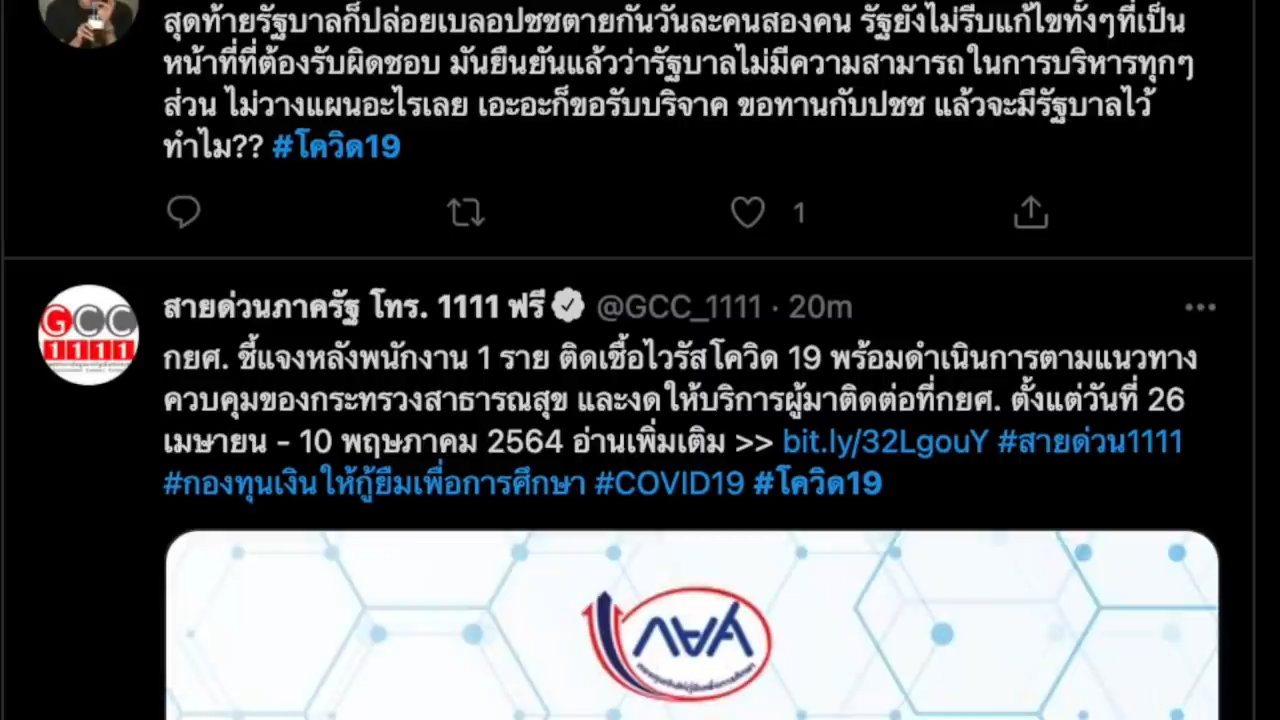 สุดท้ายรัฐบาลก็ปล่อยเบลอปชชตายกันวันละคนสองคน รัฐยังไม่รีบแก้ไขทั้งๆที่เป็น
หน้าที่ที่ต้องรับผิดชอบ มันยืนยันแล้วว่ารัฐบาลไม่มีความสามารถในการบริหารทุกๆ
ส่วน ไม่วางแผนอะไรเลย เอะอะก็ขอรับบริจาค ขอทานกับปชช แล้วจะมีรัฐบาลไว้
ทำไม?? #โควิด19
1
สายด่วนภาครัฐ โทร. 1111 ฟรี @GCC_1111 · 20m
GCC
1111
กยศ. ชี้แจงหลังพนักงาน 1 ราย ติดเชื้อไวรัสโควิด 19 พร้อมดำเนินการตามแนวทาง
ควบคุมของกระทรวงสาธารณสุข และงดให้บริการผู้มาติดต่อที่กยศ. ตั้งแต่วันที่ 26
เมษายน - 10 พฤษภาคม 2564 อ่านเพิ่มเติม >> bit.ly/32LgouY #สายด่วน1111
#กองทุนเงินให้กู้ยืมเพื่อการศึกษา #COVID19 #โควิด19
กยศ